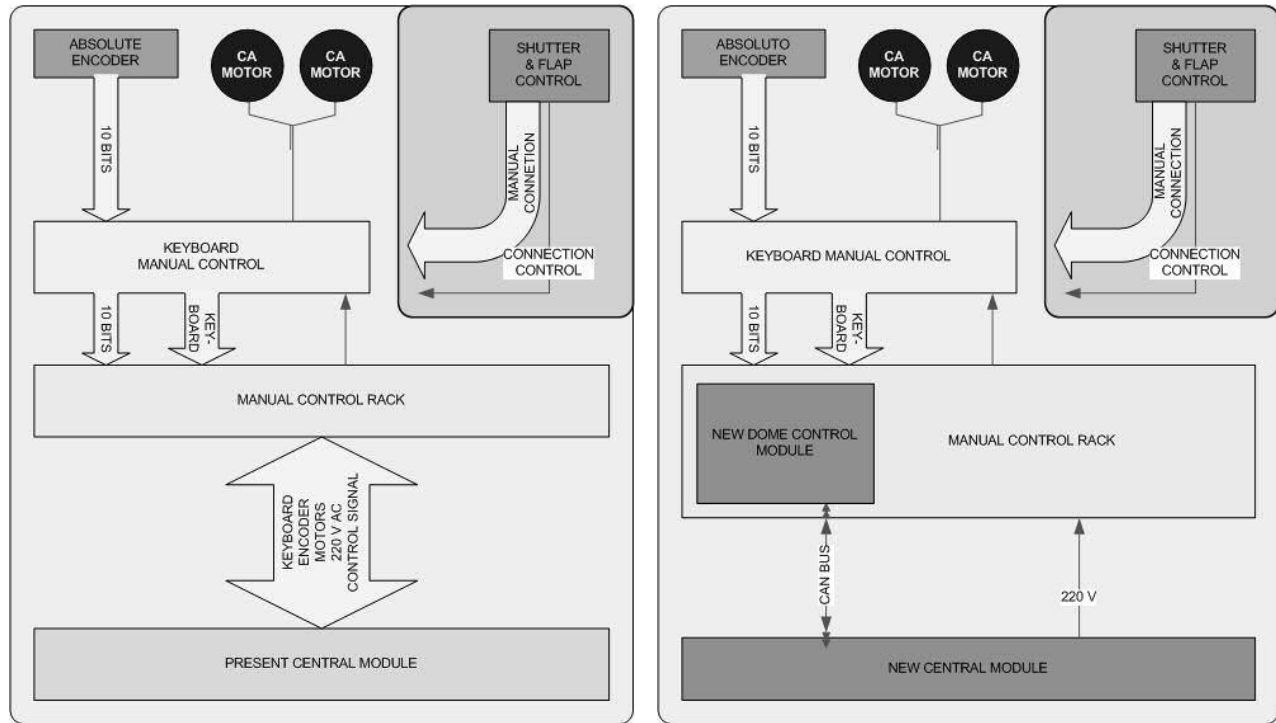 ABSOLUTE
ENCODER
CA
MOTOR
CA
MOTOR
SHUTTER
& FLAP
CONTROL
10 BITS
MANUAL
CONNETION
CONNECTION
CONTROL
KEYBOARD
MANUAL CONTROL
10 BITS
KEY-
BOARD
MANUAL CONTROL RACK
KEYBOARD
ENCODER
MOTORS
220 V AC
CONTROL SIGNAL
PRESENT CENTRAL MODULE
ABSOLUTO
ENCODER
CA
MOTOR
CA
MOTOR
SHUTTER
& FLAP
CONTROL
10 BITS
MANUAL
CONNECTION
CONNECTION
CONTROL
KEYBOARD MANUAL CONTROL
10 BITS
KEY-
BOARD
NEW DOME CONTROL
MODULE
MANUAL CONTROL RACK
CAN BUS
220 V
NEW CENTRAL MODULE